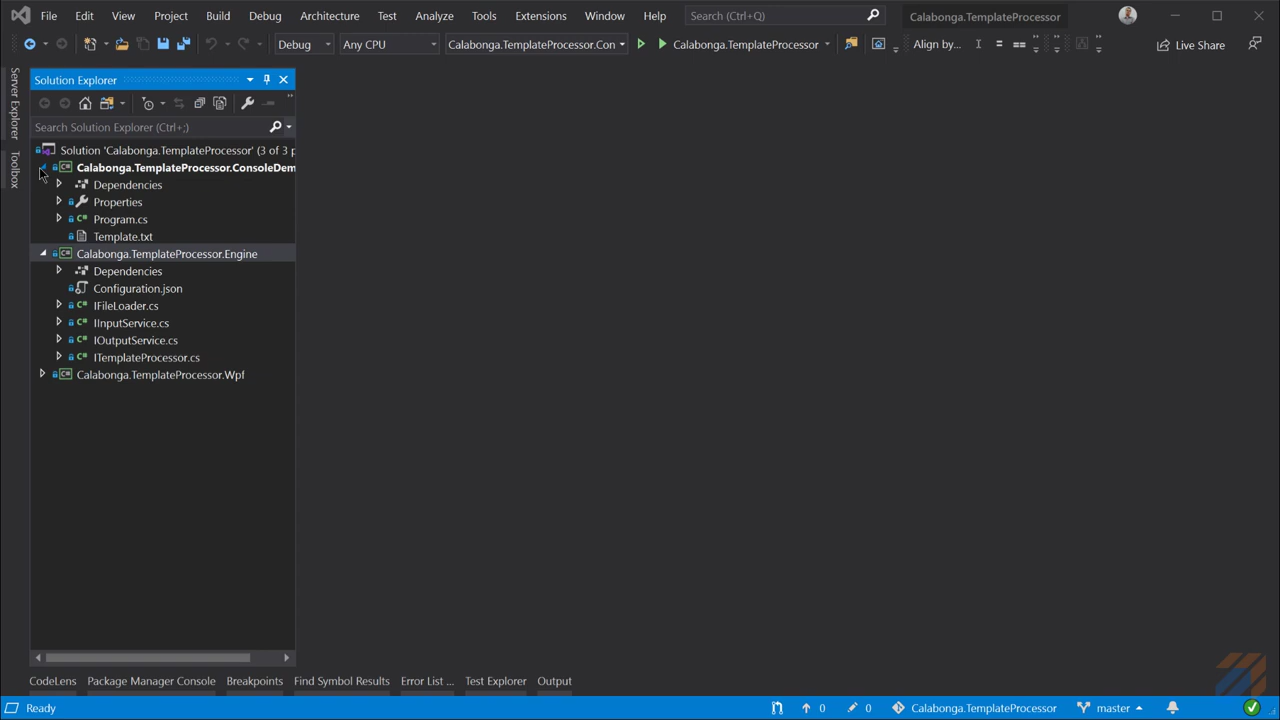 File Edit View Project Build Debug Architecture Test Analyze Tools Extensions Window Help Search (Ctrl+Q) Calabonga.TemplateProcessor
Debug Any CPU Calabonga.TemplateProcessor.Con Calabonga.TemplateProcessor Align by... Live Share
Server Explorer
Toolbox
Solution Explorer
Search Solution Explorer (Ctrl+;)
Solution 'Calabonga.TemplateProcessor' (3 of 3 p
Calabonga.TemplateProcessor.ConsoleDem
Dependencies
Properties
Program.cs
Template.txt
Calabonga.TemplateProcessor.Engine
Dependencies
Configuration.json
IFileLoader.cs
IInputService.cs
IOutputService.cs
ITemplateProcessor.cs
Calabonga.TemplateProcessor.Wpf
CodeLens Package Manager Console Breakpoints Find Symbol Results Error List ... Test Explorer Output
Ready 0 0 Calabonga.TemplateProcessor master